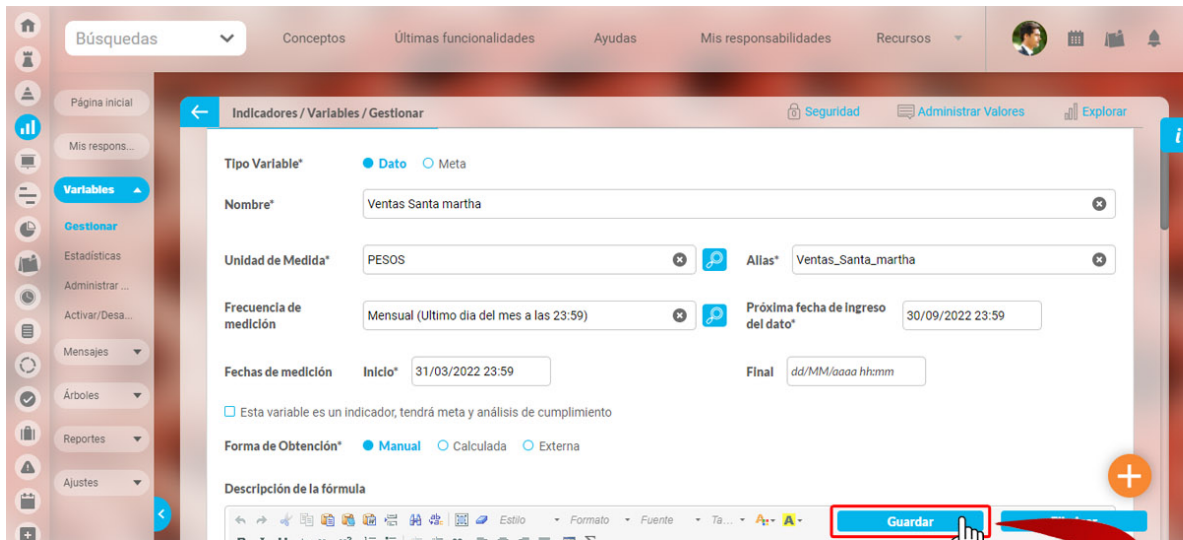 Búsquedas
Conceptos
Últimas funcionalidades
Ayudas
Mis responsabilidades
Recursos
Página inicial
Mis respons...
Variables
Gestionar
Estadísticas
Administrar ...
Activar/Desa...
Mensajes
Árboles
Reportes
Ajustes
Indicadores / Variables / Gestionar
Seguridad
Administrar Valores
Explorar
i
Tipo Variable*
Dato
Meta
Nombre*
Ventas Santa martha
Unidad de Medida*
PESOS
Alias*
Ventas_Santa_martha
Frecuencia de
medición
Mensual (Ultimo dia del mes a las 23:59)
Próxima fecha de ingreso
del dato*
30/09/2022 23:59
Fechas de medición
Inicio*
31/03/2022 23:59
Final
dd/MM/aaaa hh:mm
Esta variable es un indicador, tendrá meta y análisis de cumplimiento
Forma de Obtención*
Manual
Calculada
Externa
Descripción de la fórmula
Estilo
Formato
Fuente
Ta...
Guardar